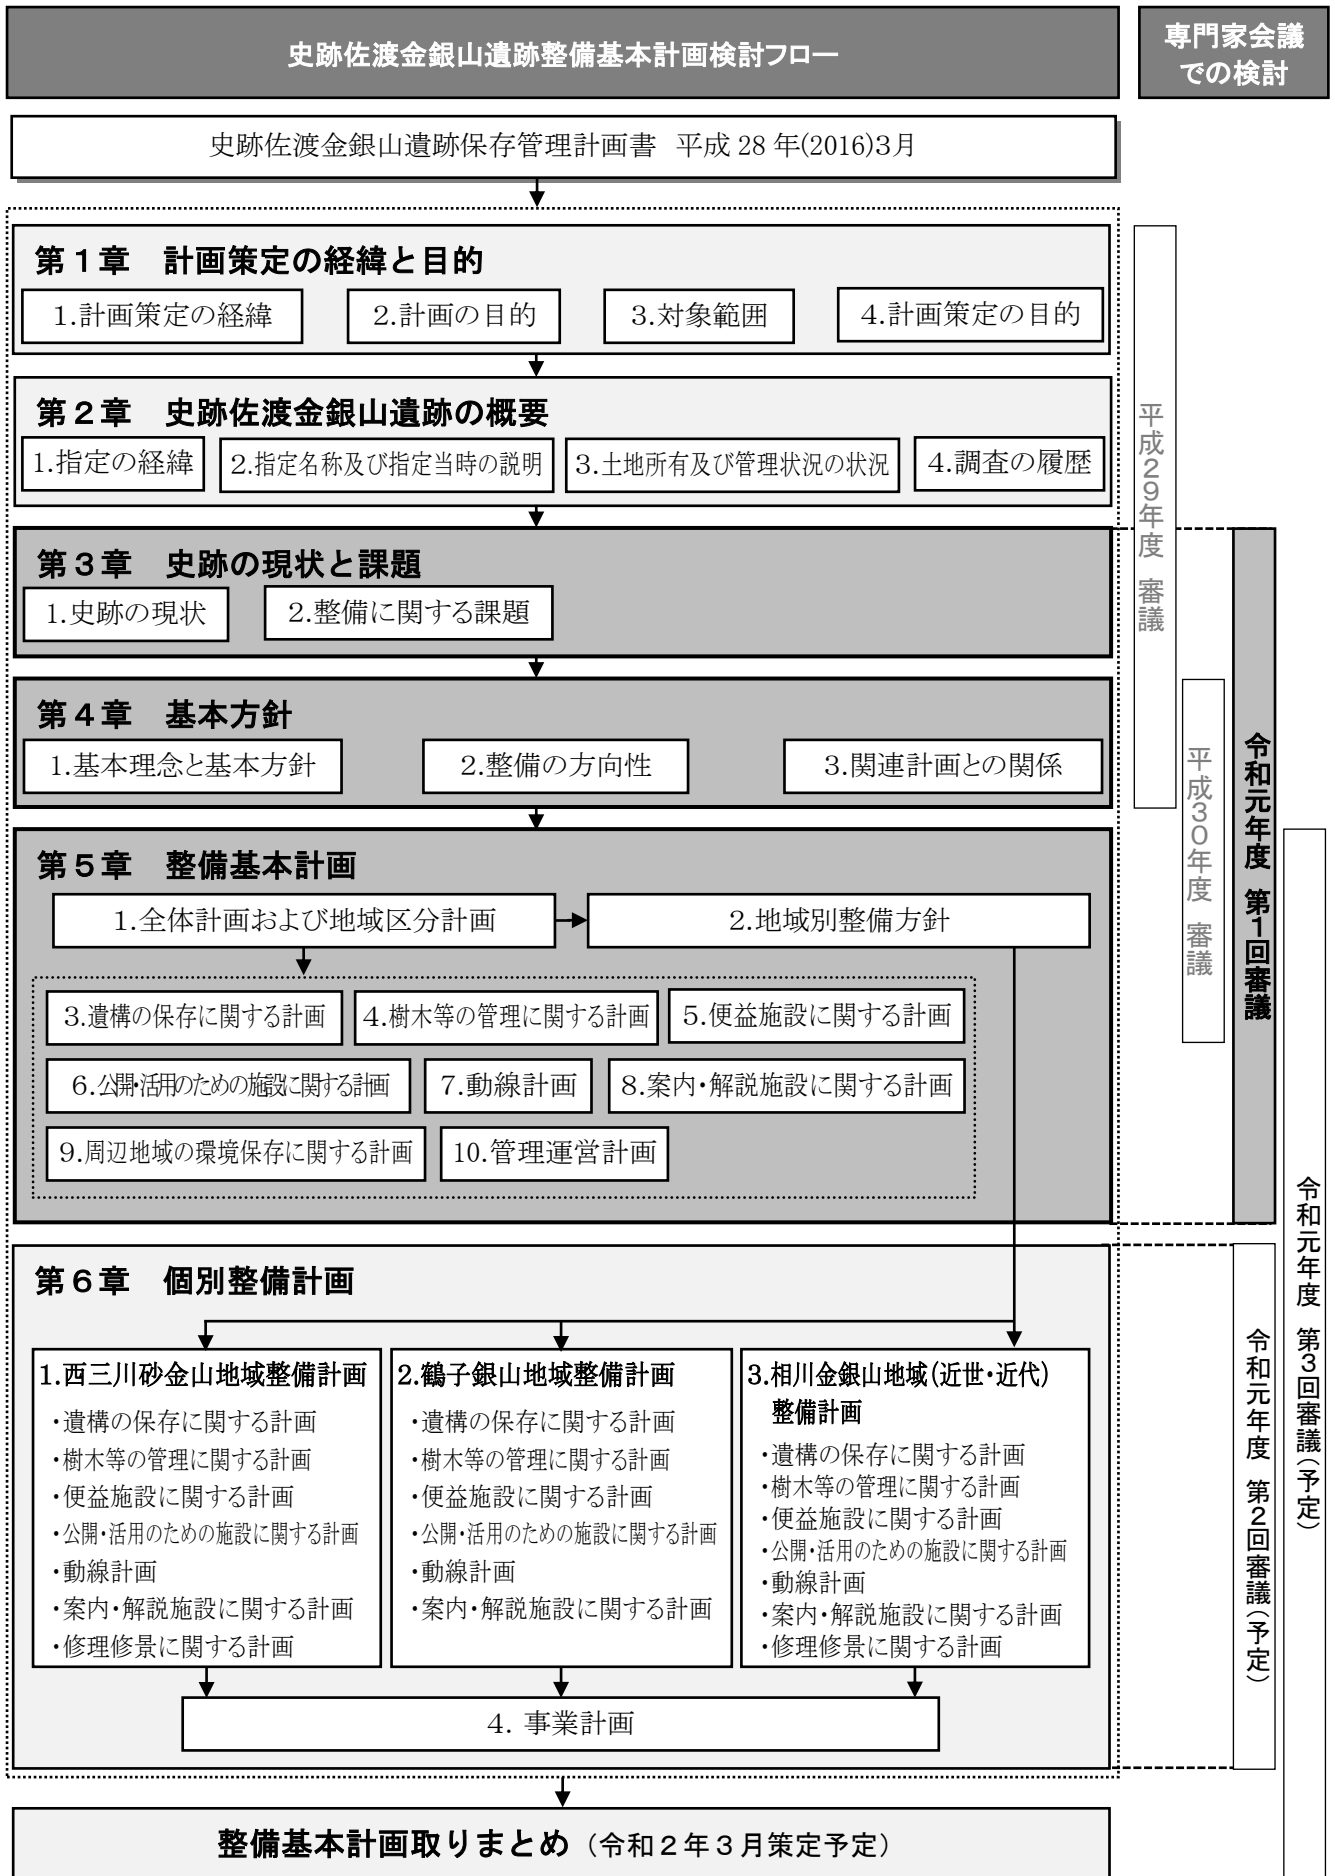 史跡佐渡金銀山遺跡整備基本計画検討フロー
専門家会議
での検討
史跡佐渡金銀山遺跡保存管理計画書 平成28年(2016)3月
第1章 計画策定の経緯と目的
1.計画策定の経緯
2.計画の目的
3.対象範囲
4.計画策定の目的
第2章 史跡佐渡金銀山遺跡の概要
1.指定の経緯
2.指定名称及び指定当時の説明
3.土地所有及び管理状況の状況
4.調査の履歴
第3章 史跡の現状と課題
1.史跡の現状
2.整備に関する課題
第4章 基本方針
1.基本理念と基本方針
2.整備の方向性
3.関連計画との関係
第5章 整備基本計画
1.全体計画および地域区分計画
2.地域別整備方針
3.遺構の保存に関する計画
4.樹木等の管理に関する計画
5.便益施設に関する計画
6.公開・活用のための施設に関する計画
7.動線計画
8.案内・解説施設に関する計画
9.周辺地域の環境保存に関する計画
10.管理運営計画
第6章 個別整備計画
1.西三川砂金山地域整備計画
・遺構の保存に関する計画
・樹木等の管理に関する計画
・便益施設に関する計画
・公開・活用のための施設に関する計画
・動線計画
・案内・解説施設に関する計画
・修理修景に関する計画
2.鶴子銀山地域整備計画
・遺構の保存に関する計画
・樹木等の管理に関する計画
・便益施設に関する計画
・公開・活用のための施設に関する計画
・動線計画
・案内・解説施設に関する計画
3.相川金銀山地域(近世・近代)
整備計画
・遺構の保存に関する計画
・樹木等の管理に関する計画
・便益施設に関する計画
・公開・活用のための施設に関する計画
・動線計画
・案内・解説施設に関する計画
・修理修景に関する計画
4. 事業計画
整備基本計画取りまとめ(令和2年3月策定予定)
平成29年度 審議
平成30年度 審議
令和元年度 第1回審議
令和元年度 第2回審議(予定)
令和元年度 第3回審議(予定)